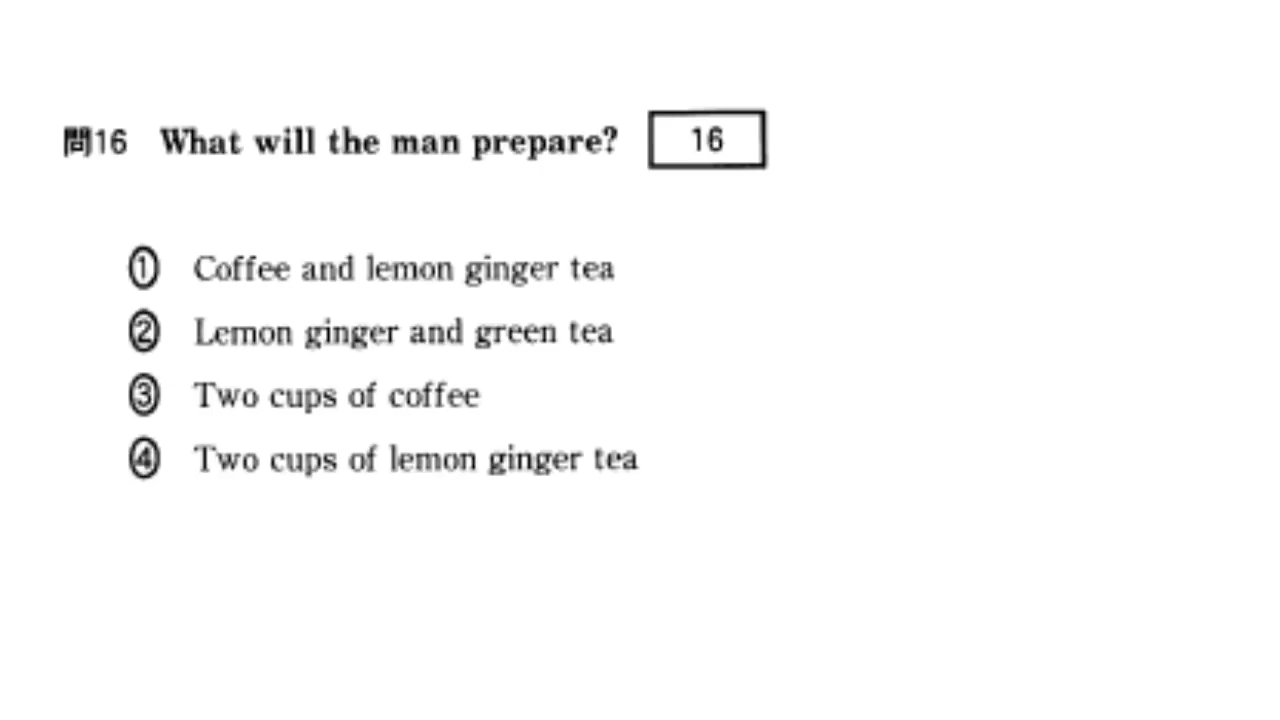 問16 What will the man prepare? 16
① Coffee and lemon ginger tea
② Lemon ginger and green tea
③ Two cups of coffee
④ Two cups of lemon ginger tea